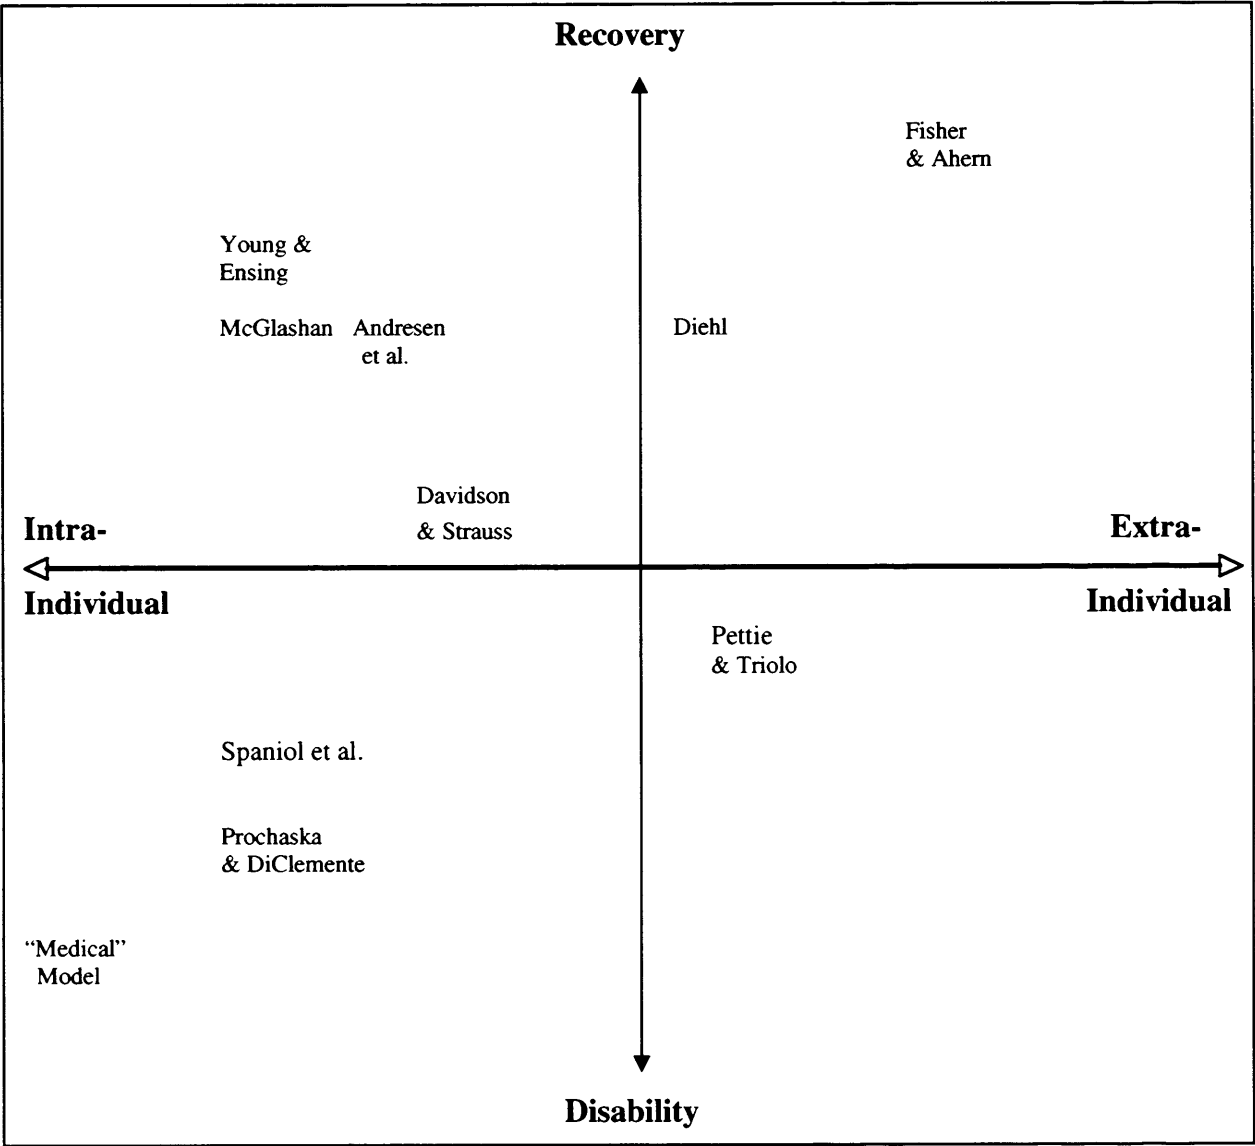 Recovery
Fisher
& Ahern
Young &
Ensing
McGlashan
Andresen
et al.
Diehl
Davidson
& Strauss
Intra-
Individual
Extra-
Individual
Pettie
& Triolo
Spaniol et al.
Prochaska
& DiClemente
“Medical”
Model
Disability